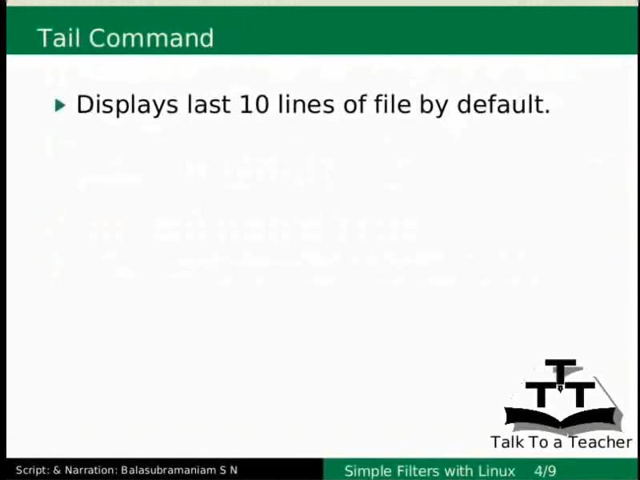 Tail Command
Displays last 10 lines of file by default.
T
T T
Talk To a Teacher
Script: & Narration: Balasubramaniam S N
Simple Filters with Linux 4/9